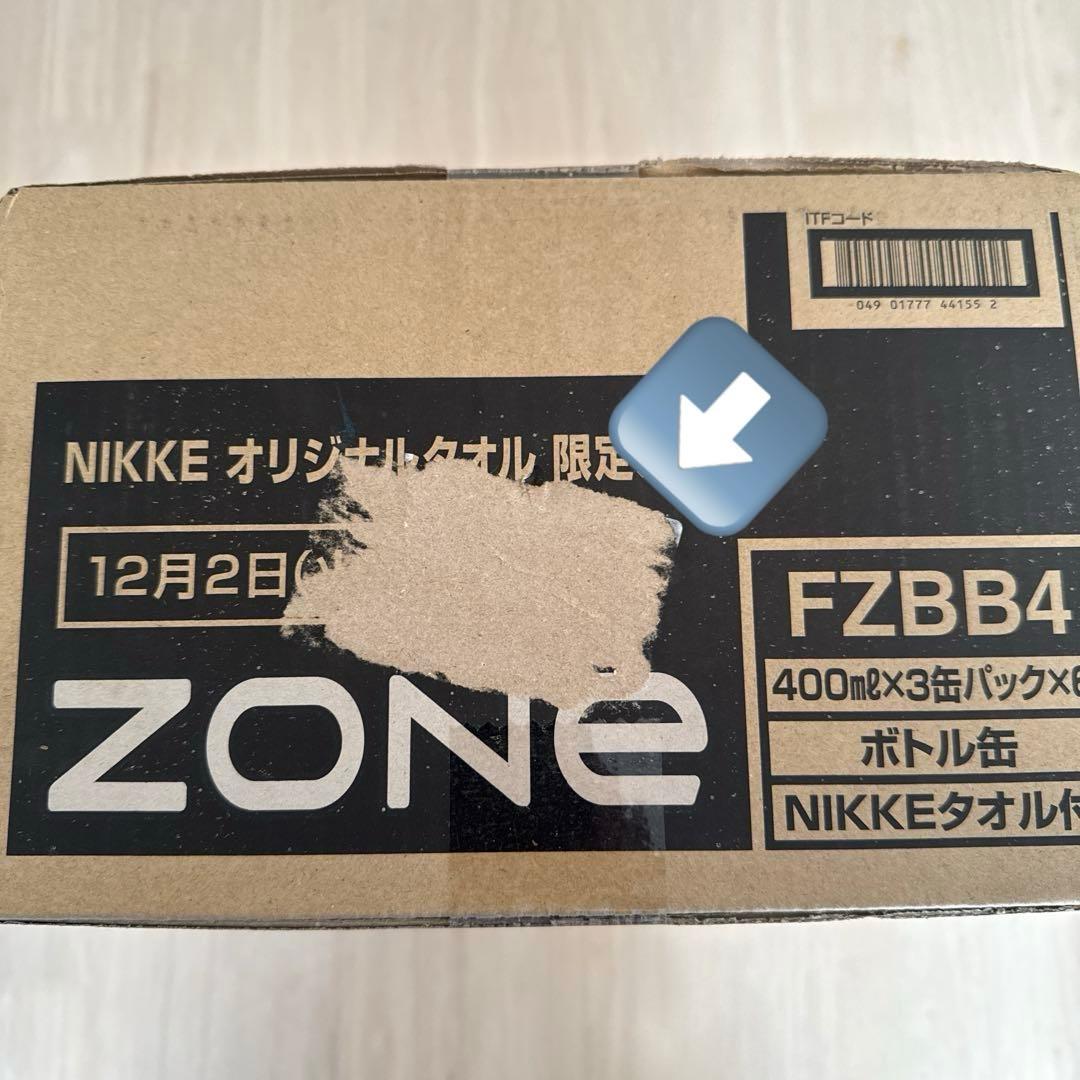 ITFコード
049 01777 44155 2
NIKKE オリジナルタオル 限定
12月2日(
ZONe
FZBB4
400㎖×3缶パック×6
ボトル缶
NIKKEタオル付